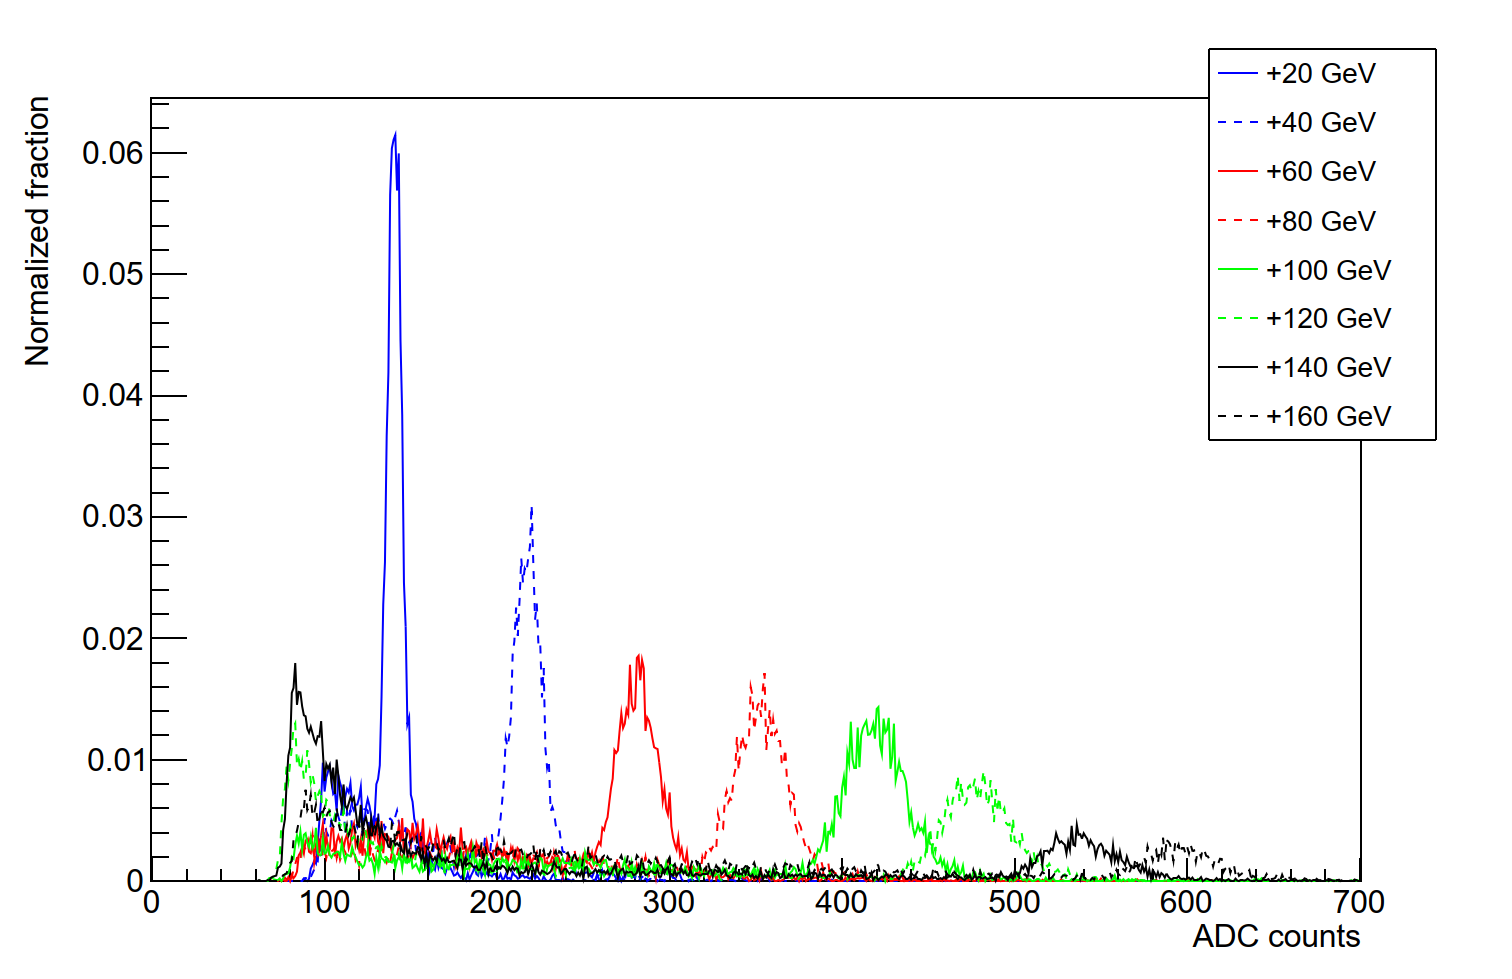 +20 GeV
+40 GeV
+60 GeV
+80 GeV
+100 GeV
+120 GeV
+140 GeV
+160 GeV
Normalized fraction
0.06
0.05
0.04
0.03
0.02
0.01
0
0 100 200 300 400 500 600 700
ADC counts